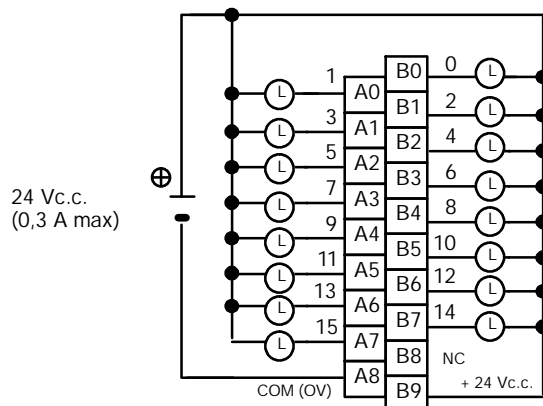 B0 0 L
1 L A0
B1 2 L
3 L A1
B2 4 L
5 L A2
B3 6 L
7 L A3
B4 8 L
9 L A4
B5 10 L
11 L A5
B6 12 L
13 L A6
B7 14 L
15 L A7
B8 NC
COM (OV) A8
B9 + 24 Vc.c.
24 Vc.c.
(0,3 A max)